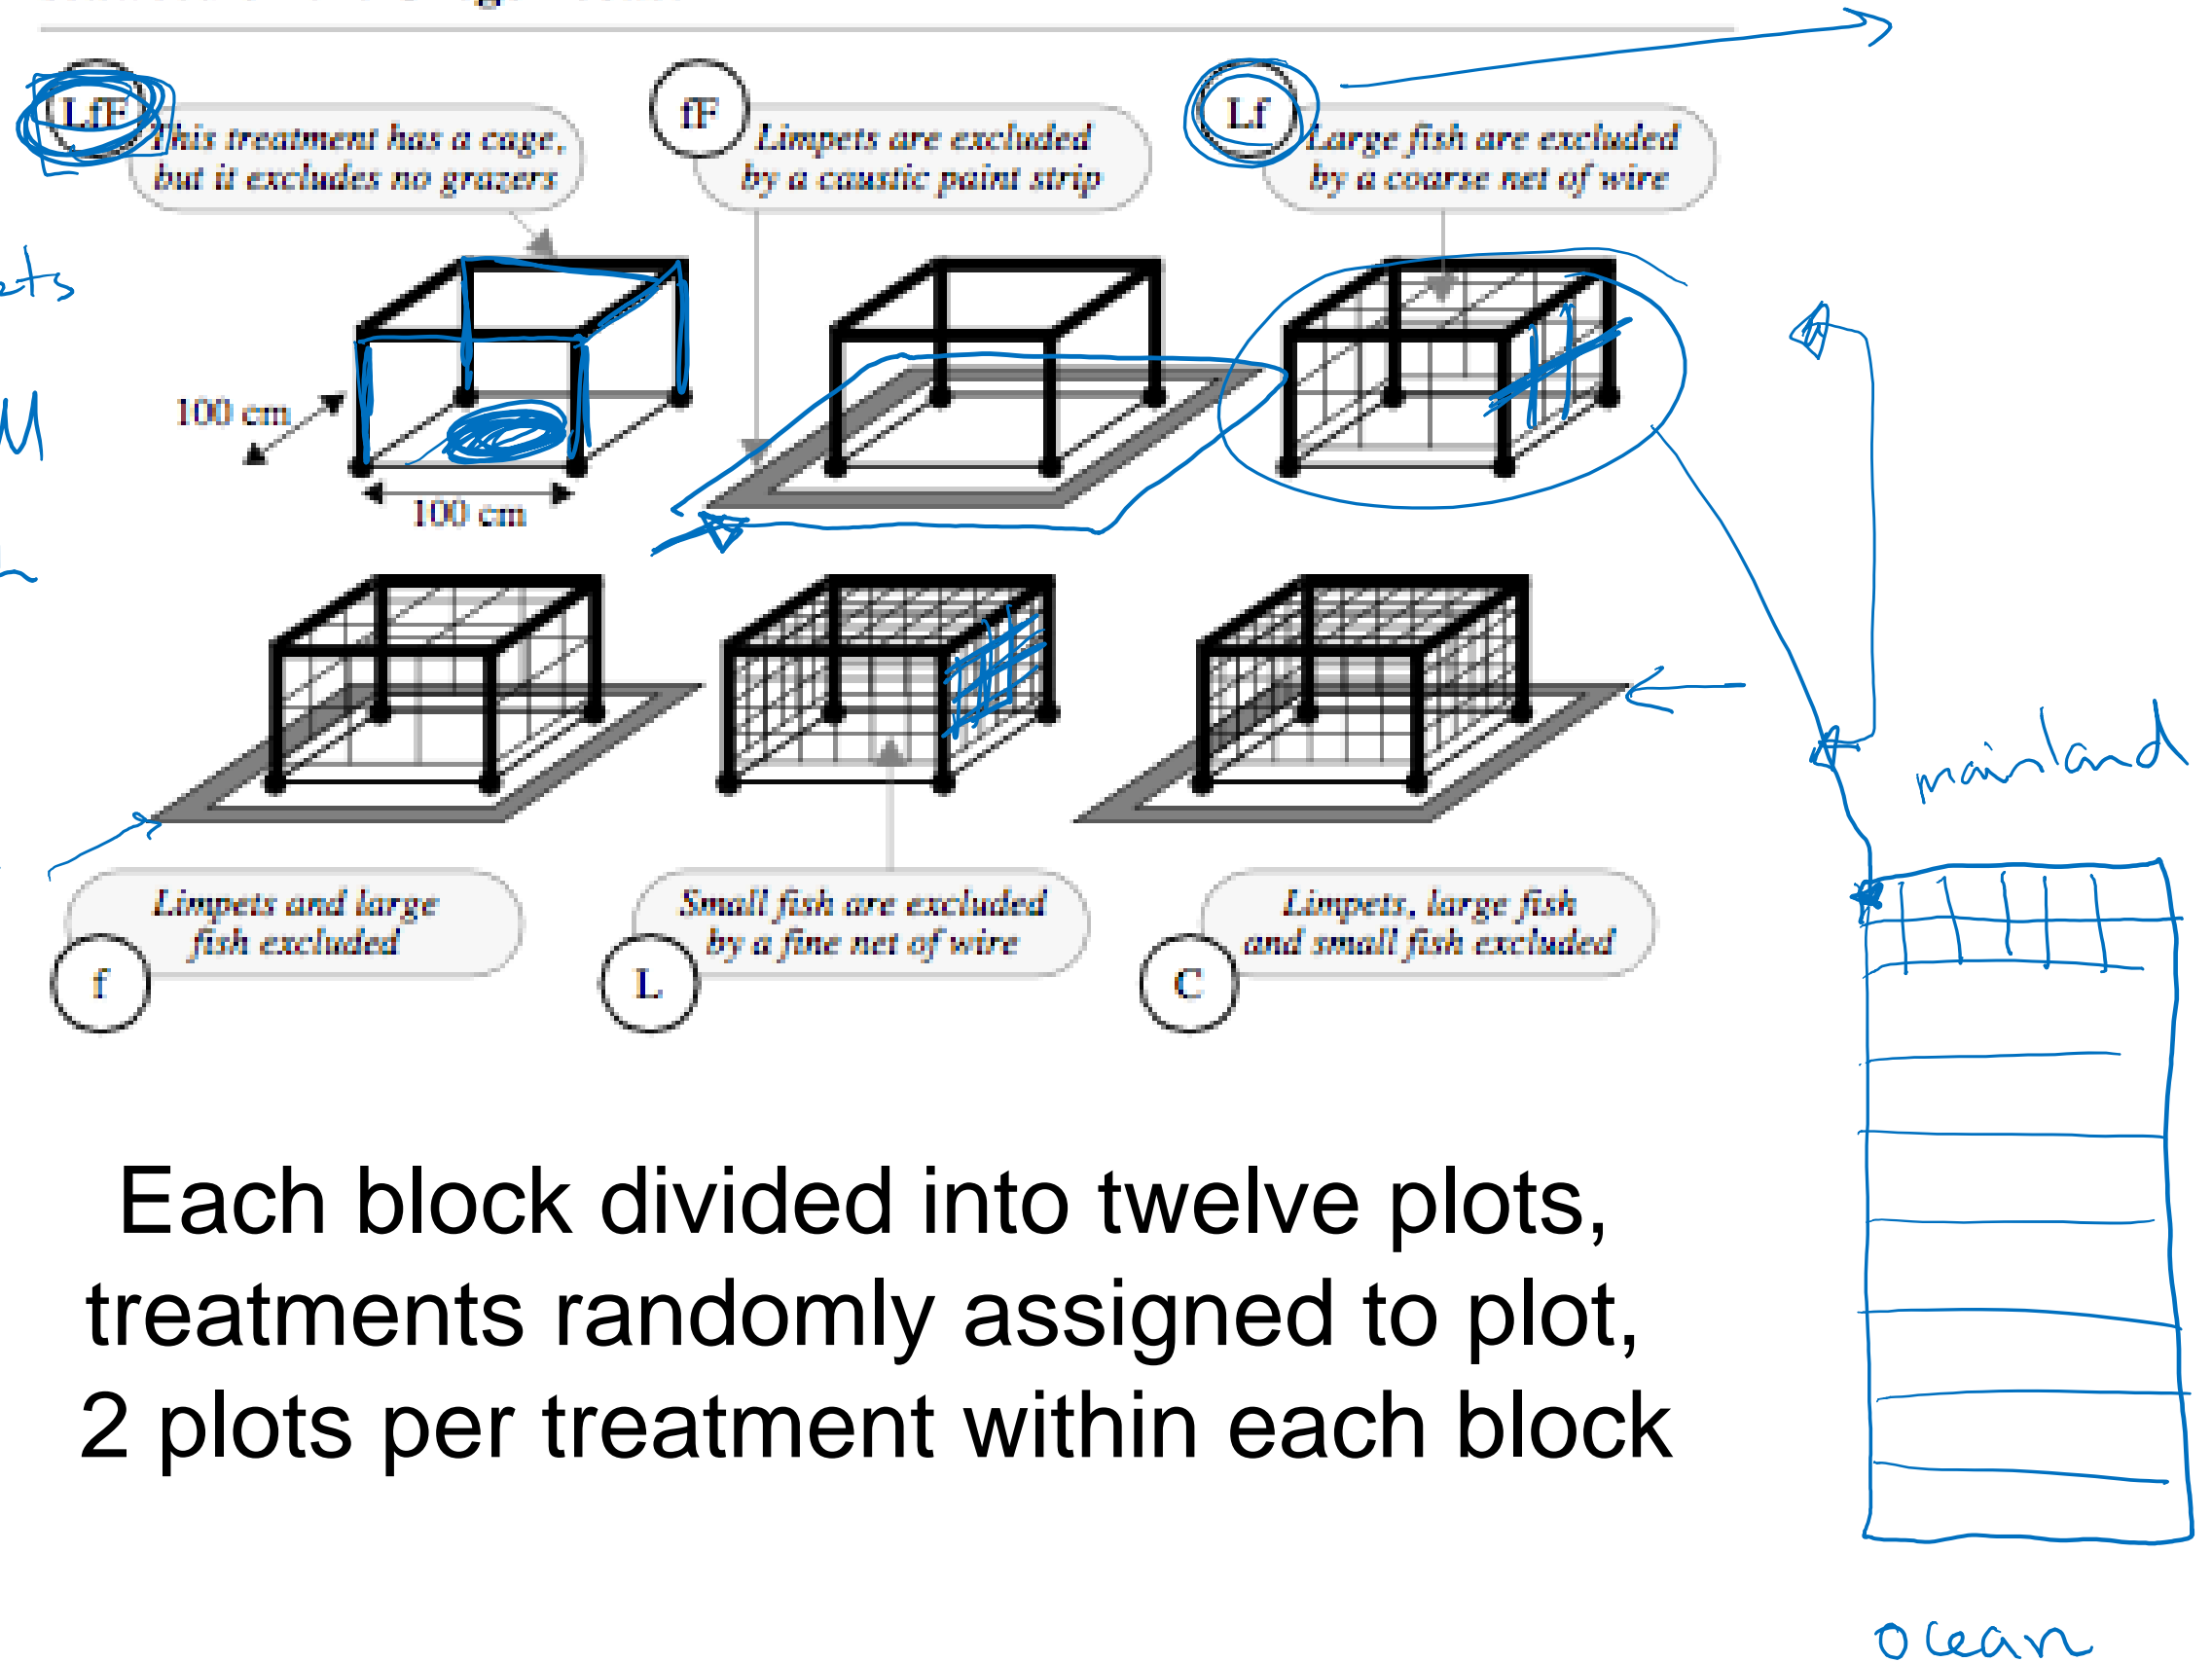 LfF
This treatment has a cage,
but it excludes no grazers
fF
Limpets are excluded
by a caustic paint strip
Lf
Large fish are excluded
by a coarse net of wire
100 cm
100 cm
Limpets and large
fish excluded
f
Small fish are excluded
by a fine net of wire
L
Limpets, large fish
and small fish excluded
C
mainland
Each block divided into twelve plots,
treatments randomly assigned to plot,
2 plots per treatment within each block
ocean